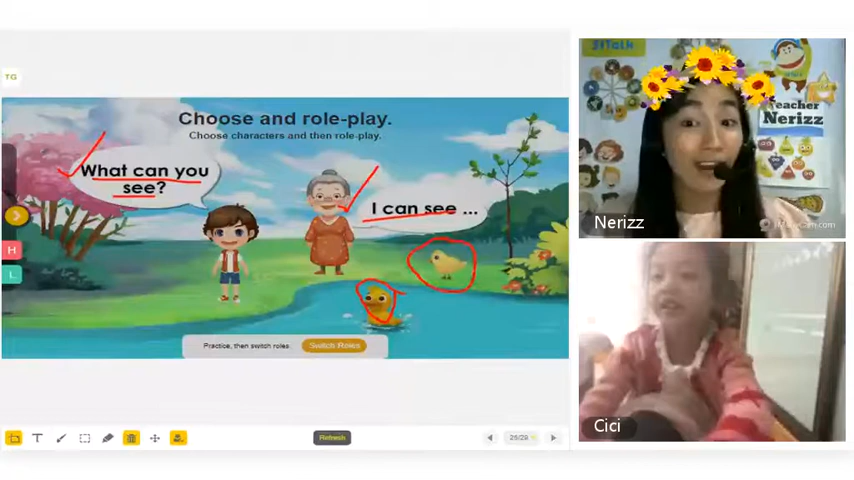 TG
Choose and role-play.
Choose characters and then role-play.
What can you
see?
I can see ...
H
L
Practice, then switch roles.
Switch Roles
Refresh
T
Teacher
Nerizz
Nerizz
Cici